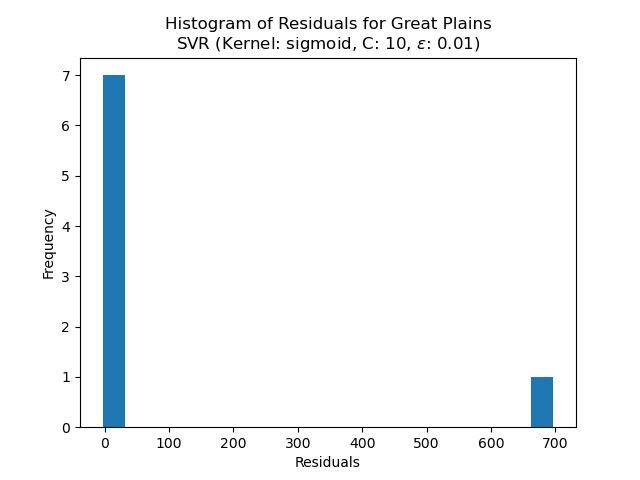 Histogram of Residuals for Great Plains
SVR (Kernel: sigmoid, C: 10, ε: 0.01)
7
6
5
4
3
2
1
0
Frequency
0 100 200 300 400 500 600 700
Residuals